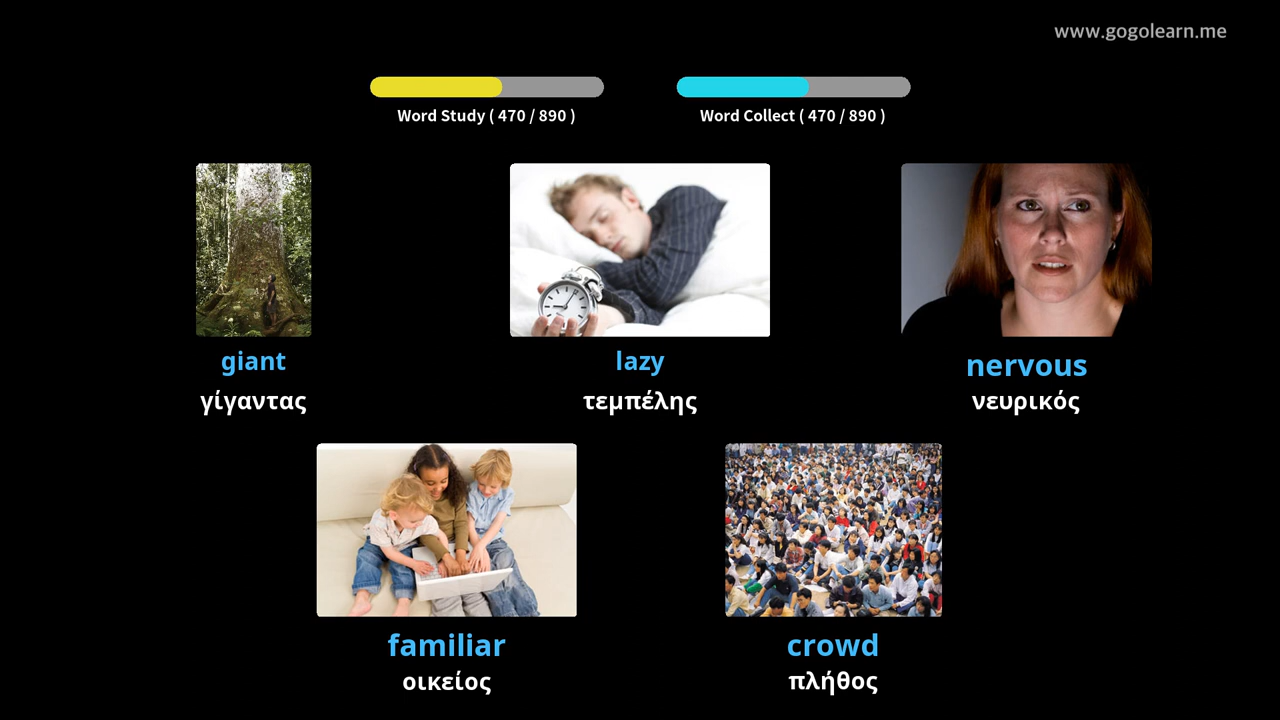 www.gogolearn.me
Word Study ( 470 / 890 )
Word Collect ( 470 / 890 )
giant
γίγαντας
lazy
τεμπέλης
nervous
νευρικός
familiar
οικείος
crowd
πλήθος